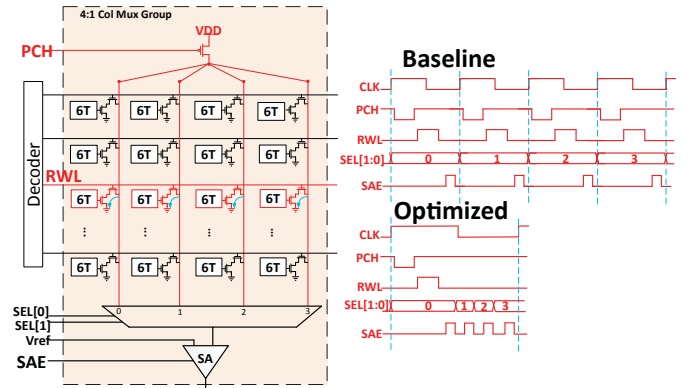 4:1 Col Mux Group
VDD
PCH
6T 6T 6T 6T
6T 6T 6T 6T
Decoder
RWL
6T 6T 6T 6T
... ... ... ...
6T 6T 6T 6T
0 1 2 3
SEL[0]
SEL[1]
Vref
SAE
SA
Baseline
CLK
PCH
RWL
SEL[1:0] 0 1 2 3
SAE
Optimized
CLK
PCH
RWL
SEL[1:0] 0 1 2 3
SAE